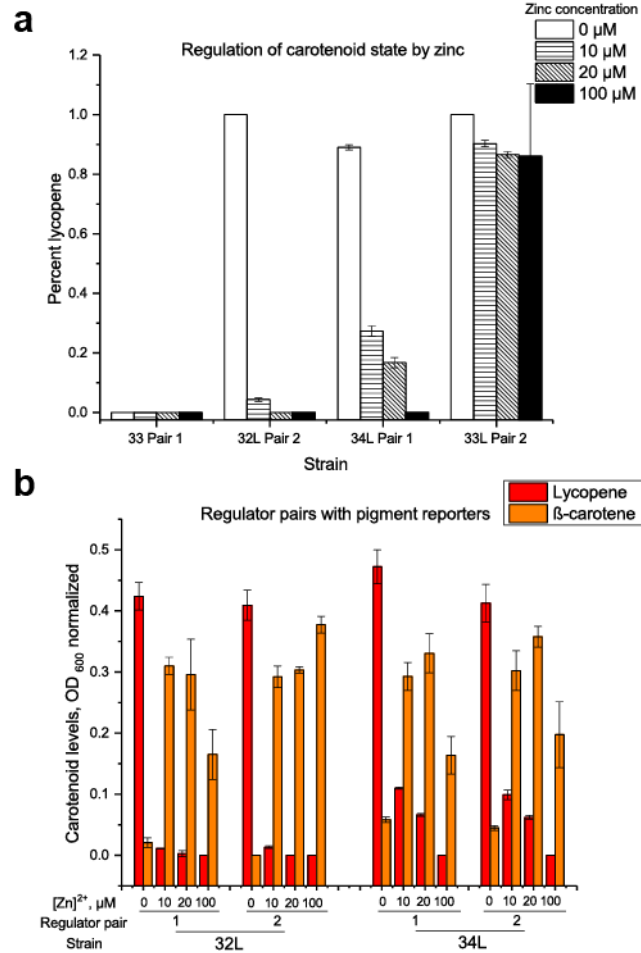 a
Zinc concentration
0 µM
10 µM
20 µM
100 µM
Regulation of carotenoid state by zinc
Percent lycopene
1.2
1.0
0.8
0.6
0.4
0.2
0.0
33 Pair 1 32L Pair 2 34L Pair 1 33L Pair 2
Strain
b
Lycopene
ß-carotene
Regulator pairs with pigment reporters
Carotenoid levels, OD 600 normalized
0.5
0.4
0.3
0.2
0.1
0.0
[Zn]2+, µM 0 10 20 100 0 10 20 100 0 10 20 100 0 10 20 100
Regulator pair 1 2 1 2
Strain 32L 34L